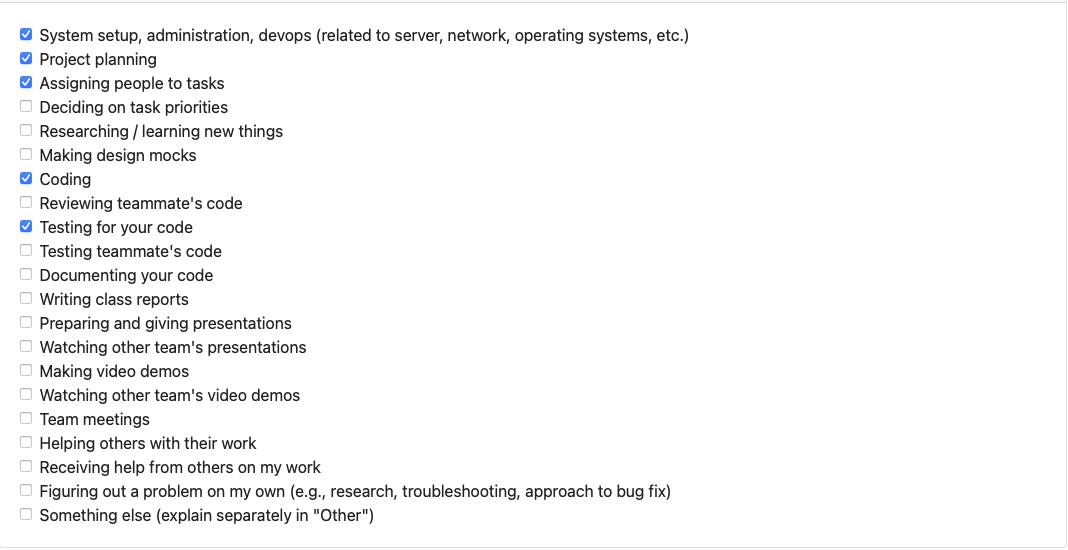 System setup, administration, devops (related to server, network, operating systems, etc.)
Project planning
Assigning people to tasks
Deciding on task priorities
Researching / learning new things
Making design mocks
Coding
Reviewing teammate's code
Testing for your code
Testing teammate's code
Documenting your code
Writing class reports
Preparing and giving presentations
Watching other team's presentations
Making video demos
Watching other team's video demos
Team meetings
Helping others with their work
Receiving help from others on my work
Figuring out a problem on my own (e.g., research, troubleshooting, approach to bug fix)
Something else (explain separately in "Other")